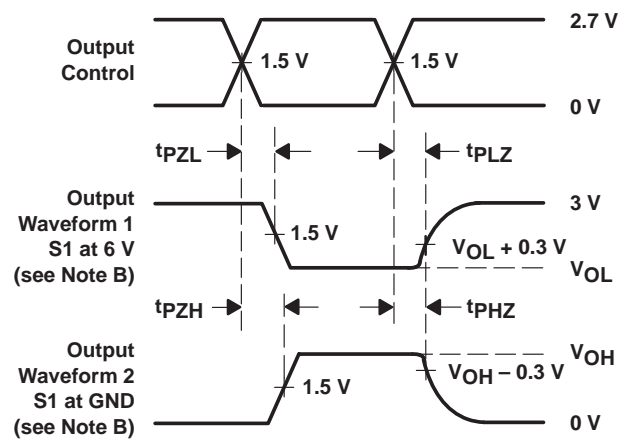 2.7 V
Output
Control
1.5 V
1.5 V
0 V
tPZL
tPLZ
Output
Waveform 1
S1 at 6 V
(see Note B)
3 V
1.5 V
VOL + 0.3 V
VOL
tPZH
tPHZ
Output
Waveform 2
S1 at GND
(see Note B)
VOH
VOH − 0.3 V
1.5 V
0 V